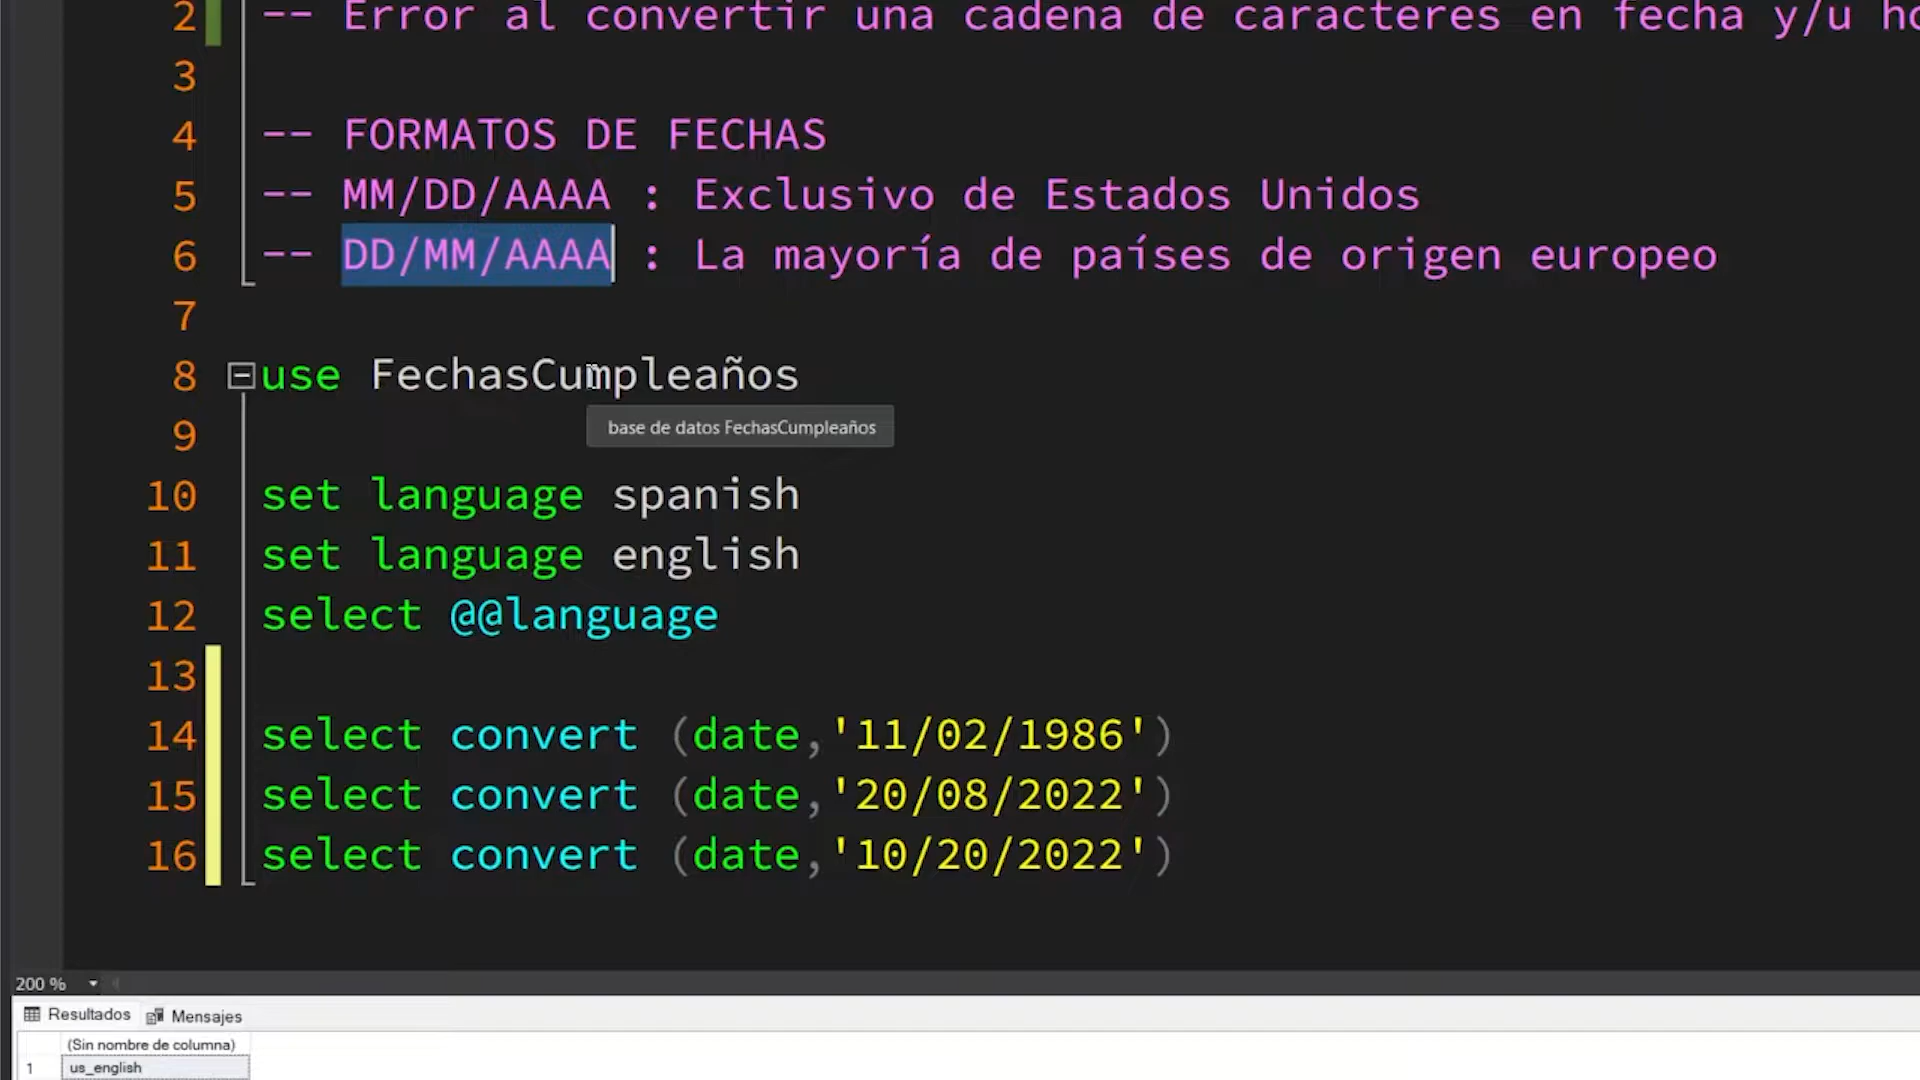 2 -- Error al convertir una cadena de caracteres en fecha y/u
3
4 -- FORMATOS DE FECHAS
5 -- MM/DD/AAAA : Exclusivo de Estados Unidos
6 -- DD/MM/AAAA : La mayoría de países de origen europeo
7
8 use FechasCumpleaños
base de datos FechasCumpleaños
9
10 set language spanish
11 set language english
12 select @@language
13
14 select convert (date,'11/02/1986')
15 select convert (date,'20/08/2022')
16 select convert (date,'10/20/2022')
200 %
Resultados Mensajes
(Sin nombre de columna)
1 us_english